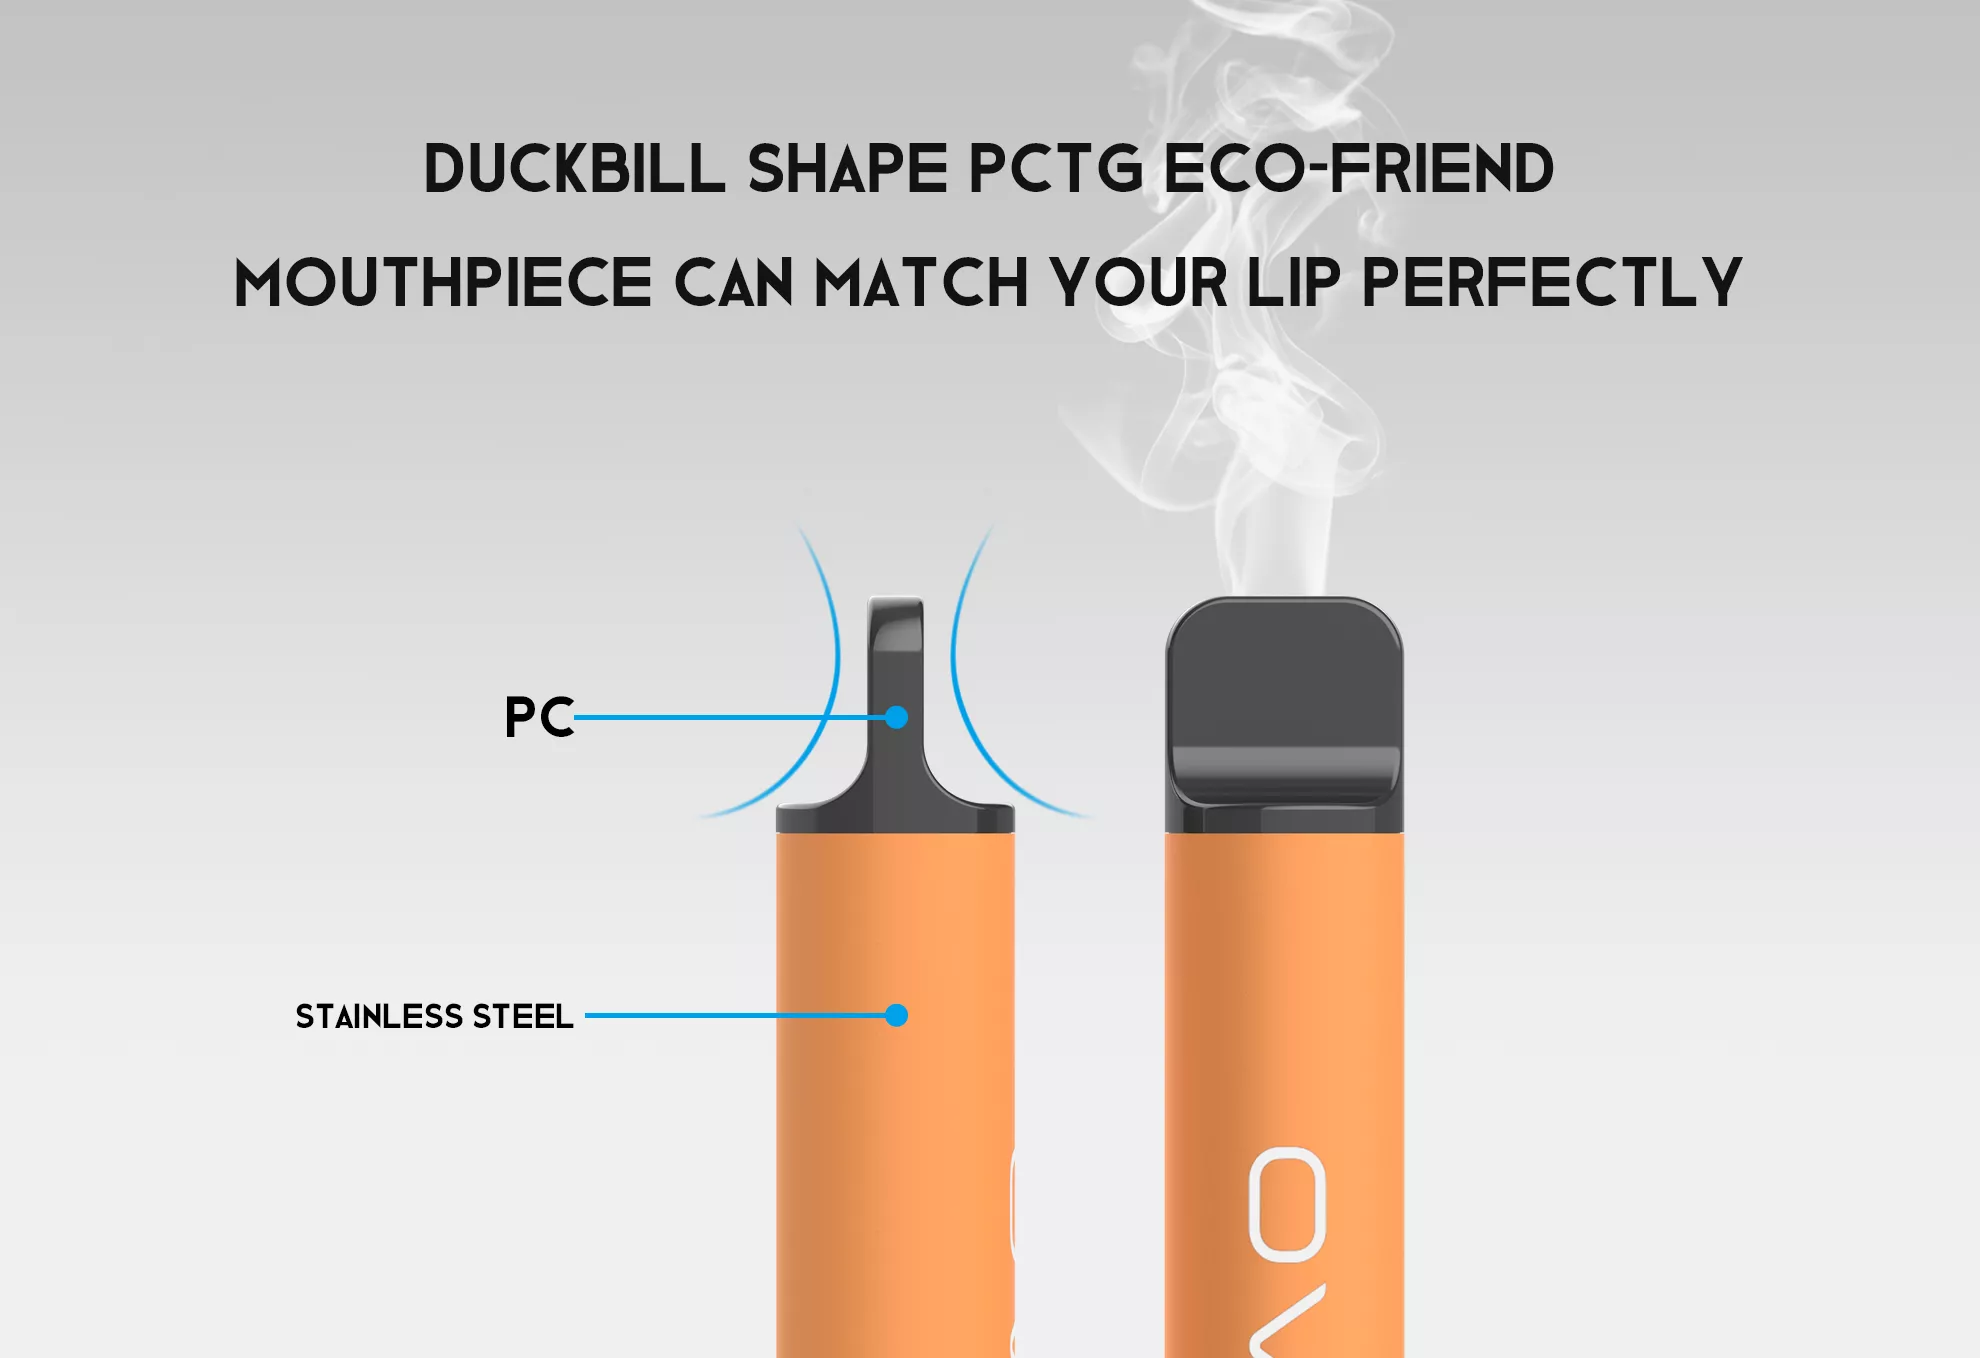 DUCKBILL SHAPE PCTG ECO-FRIEND
MOUTHPIECE CAN MATCH YOUR LIP PERFECTLY
PC
STAINLESS STEEL